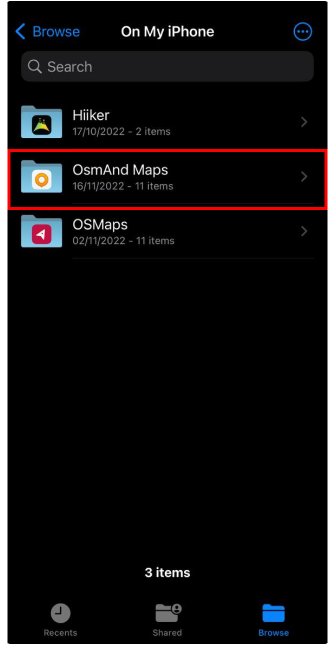 Browse On My iPhone
Search
Hiiker
17/10/2022 - 2 items
OsmAnd Maps
16/11/2022 - 11 items
OSMaps
02/11/2022 - 11 items
3 items
Recents Shared Browse